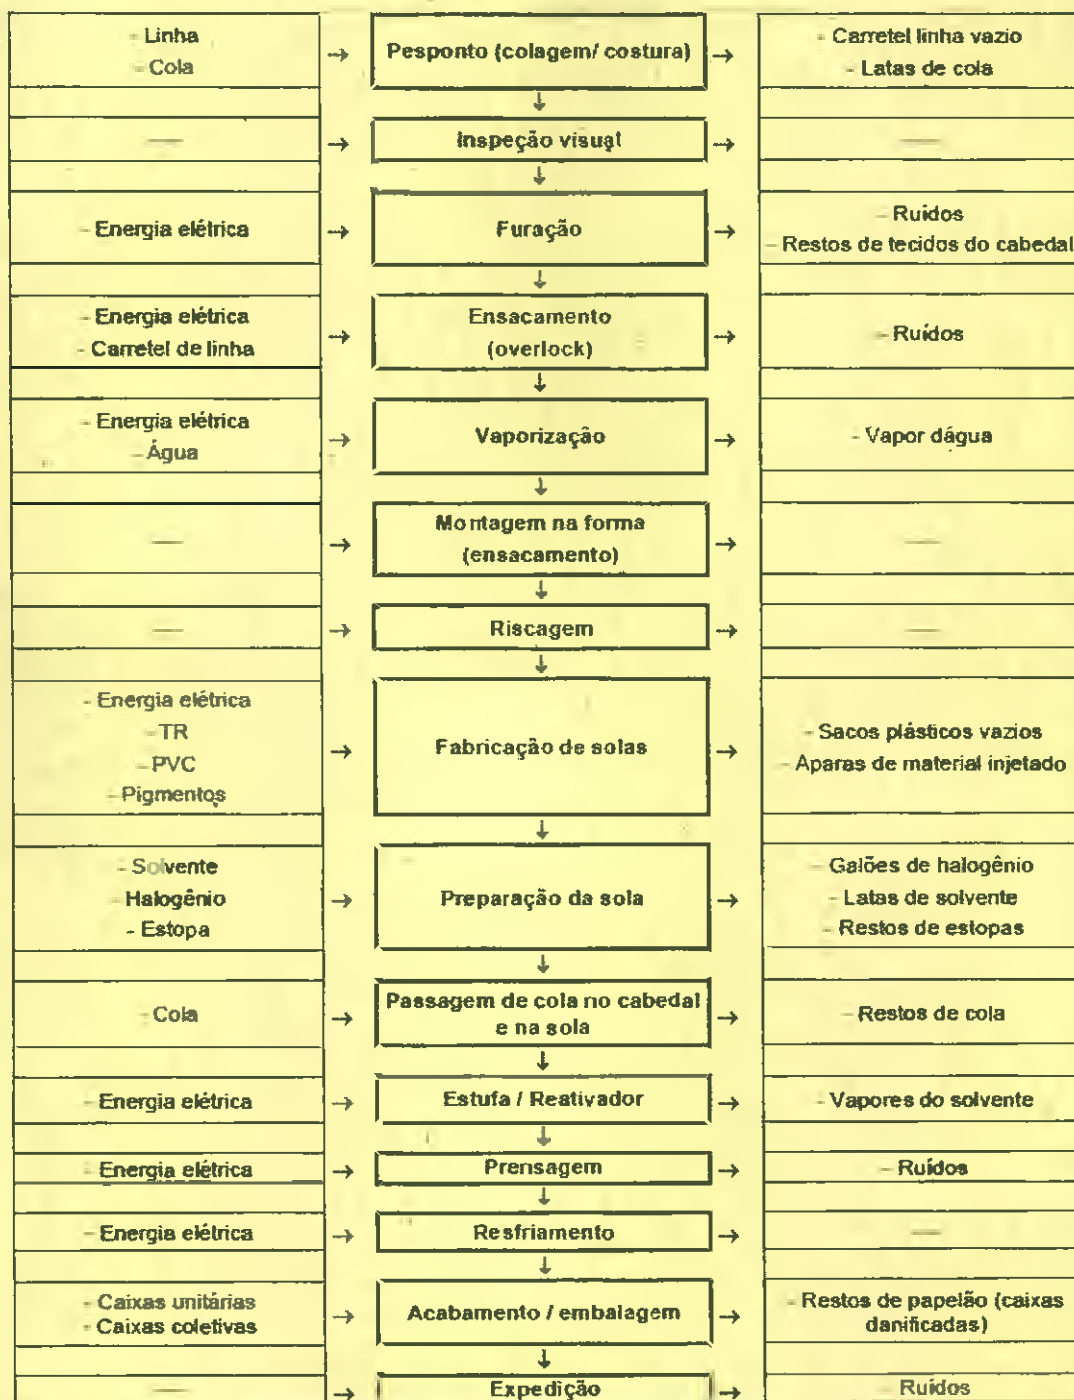 - Linha
- Cola
→
Pesponto (colagem/ costura)
→
- Carretel linha vazio
- Latas de cola
↓
—
→
Inspeção visual
→
—
↓
- Energia elétrica
→
Furação
→
- Ruídos
- Restos de tecidos do cabedal
↓
- Energia elétrica
- Carretel de linha
→
Ensacamento
(overlock)
→
- Ruídos
↓
- Energia elétrica
- Água
→
Vaporização
→
- Vapor dágua
↓
—
→
Montagem na forma
(ensacamento)
→
—
↓
—
→
Riscagem
→
—
↓
- Energia elétrica
- TR
- PVC
- Pigmentos
→
Fabricação de solas
→
- Sacos plásticos vazios
- Aparas de material injetado
↓
- Solvente
- Halogênio
- Estopa
→
Preparação da sola
→
- Galões de halogênio
- Latas de solvente
- Restos de estopas
↓
- Cola
→
Passagem de cola no cabedal
e na sola
→
- Restos de cola
↓
- Energia elétrica
→
Estufa / Reativador
→
- Vapores do solvente
↓
- Energia elétrica
→
Prensagem
→
- Ruídos
↓
- Energia elétrica
→
Resfriamento
→
—
↓
- Caixas unitárias
- Caixas coletivas
→
Acabamento / embalagem
→
- Restos de papelão (caixas
danificadas)
↓
—
→
Expedição
→
- Ruídos